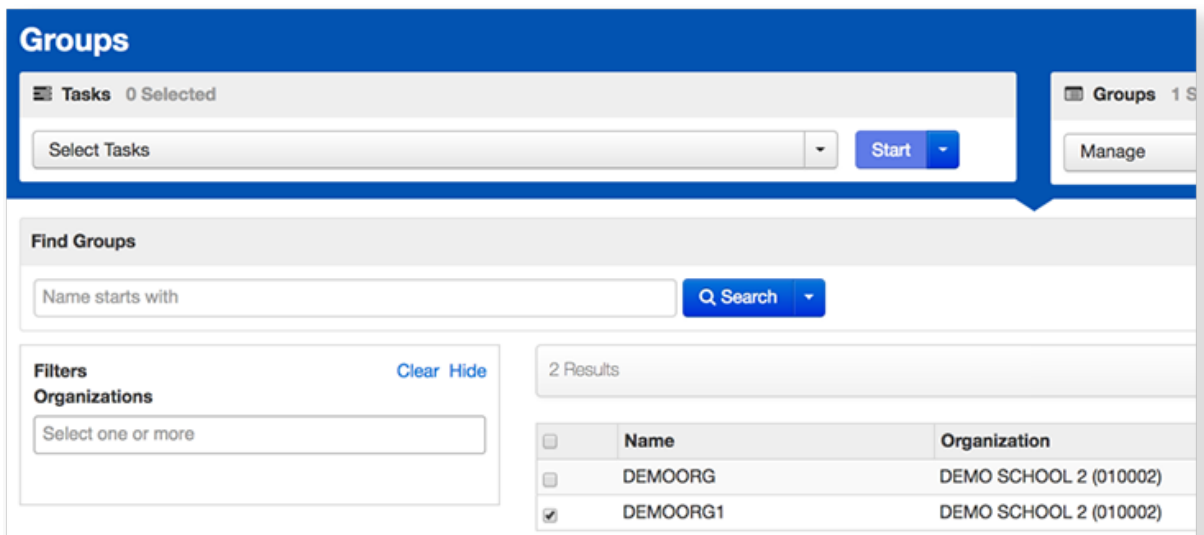 Groups
Tasks 0 Selected
Groups 1 S
Select Tasks
Start
Manage
Find Groups
Name starts with
Search
Filters
Clear Hide
Organizations
Select one or more
2 Results
Name Organization
DEMOORG DEMO SCHOOL 2 (010002)
DEMOORG1 DEMO SCHOOL 2 (010002)